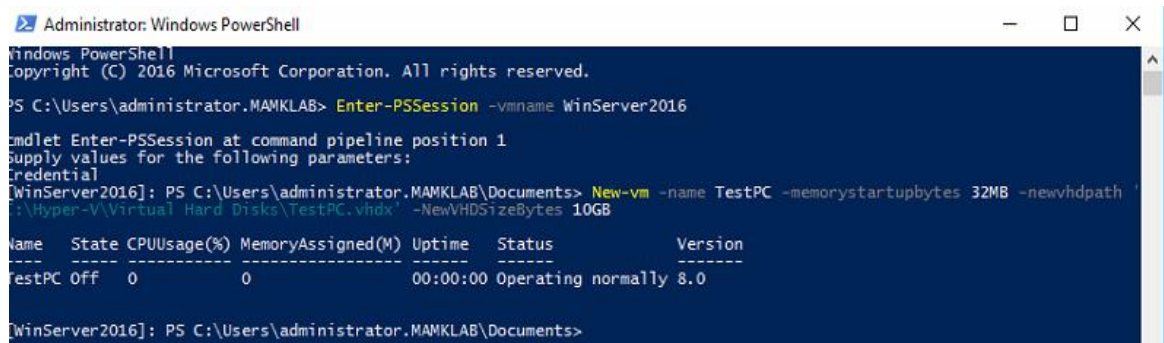 Administrator: Windows PowerShell
Windows PowerShell
Copyright (C) 2016 Microsoft Corporation. All rights reserved.
PS C:\Users\administrator.MAMKLAB> Enter-PSSession -vmname WinServer2016
cmdlet Enter-PSSession at command pipeline position 1
Supply values for the following parameters:
Credential
[WinServer2016]: PS C:\Users\administrator.MAMKLAB\Documents> New-vm -name TestPC -memorystartupbytes 32MB -newvhdpath '
C:\Hyper-V\Virtual Hard Disks\TestPC.vhdx' -NewVHDSizeBytes 10GB
Name State CPUUsage(%) MemoryAssigned(M) Uptime Status Version
---- ----- ----------- ----------------- ------ ------ -------
TestPC Off 0 0 00:00:00 Operating normally 8.0
[WinServer2016]: PS C:\Users\administrator.MAMKLAB\Documents>